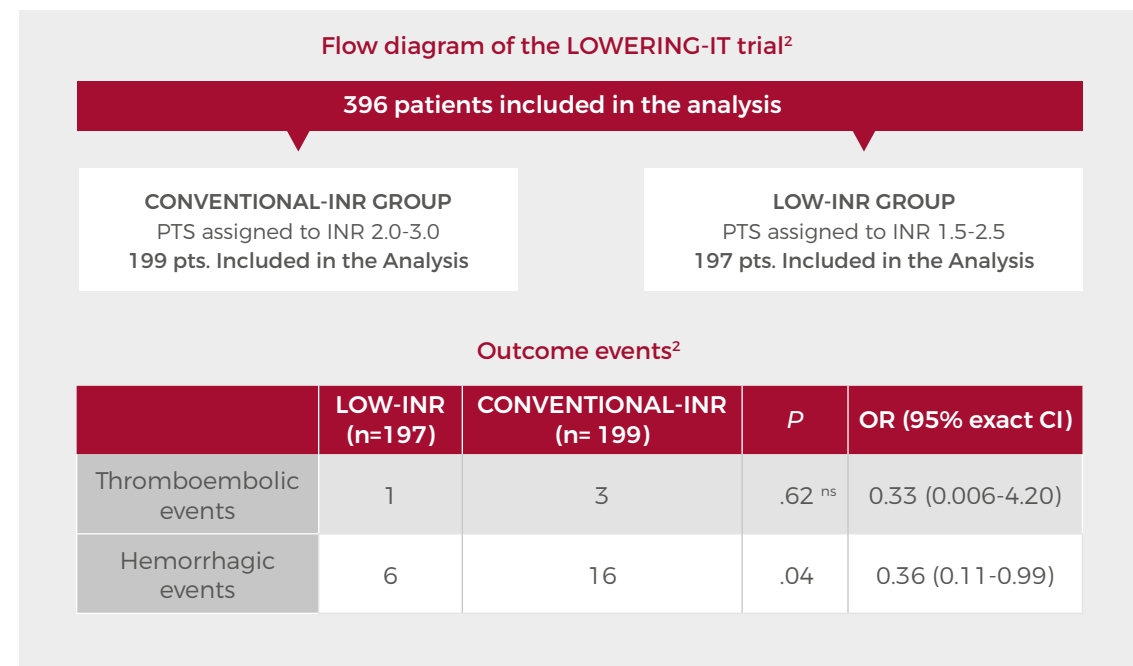 Flow diagram of the LOWERING-IT trial²
396 patients included in the analysis
CONVENTIONAL-INR GROUP
PTS assigned to INR 2.0-3.0
199 pts. Included in the Analysis
LOW-INR GROUP
PTS assigned to INR 1.5-2.5
197 pts. Included in the Analysis
Outcome events²
LOW-INR
(n=197)
CONVENTIONAL-INR
(n= 199)
P
OR (95% exact CI)
Thromboembolic
events
1
3
.62 ns
0.33 (0.006-4.20)
Hemorrhagic
events
6
16
.04
0.36 (0.11-0.99)